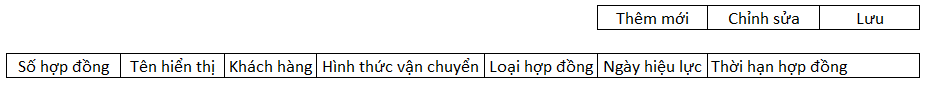 Thêm mới Chỉnh sửa Lưu
Số hợp đồng Tên hiển thị Khách hàng Hình thức vận chuyển Loại hợp đồng Ngày hiệu lực Thời hạn hợp đồng